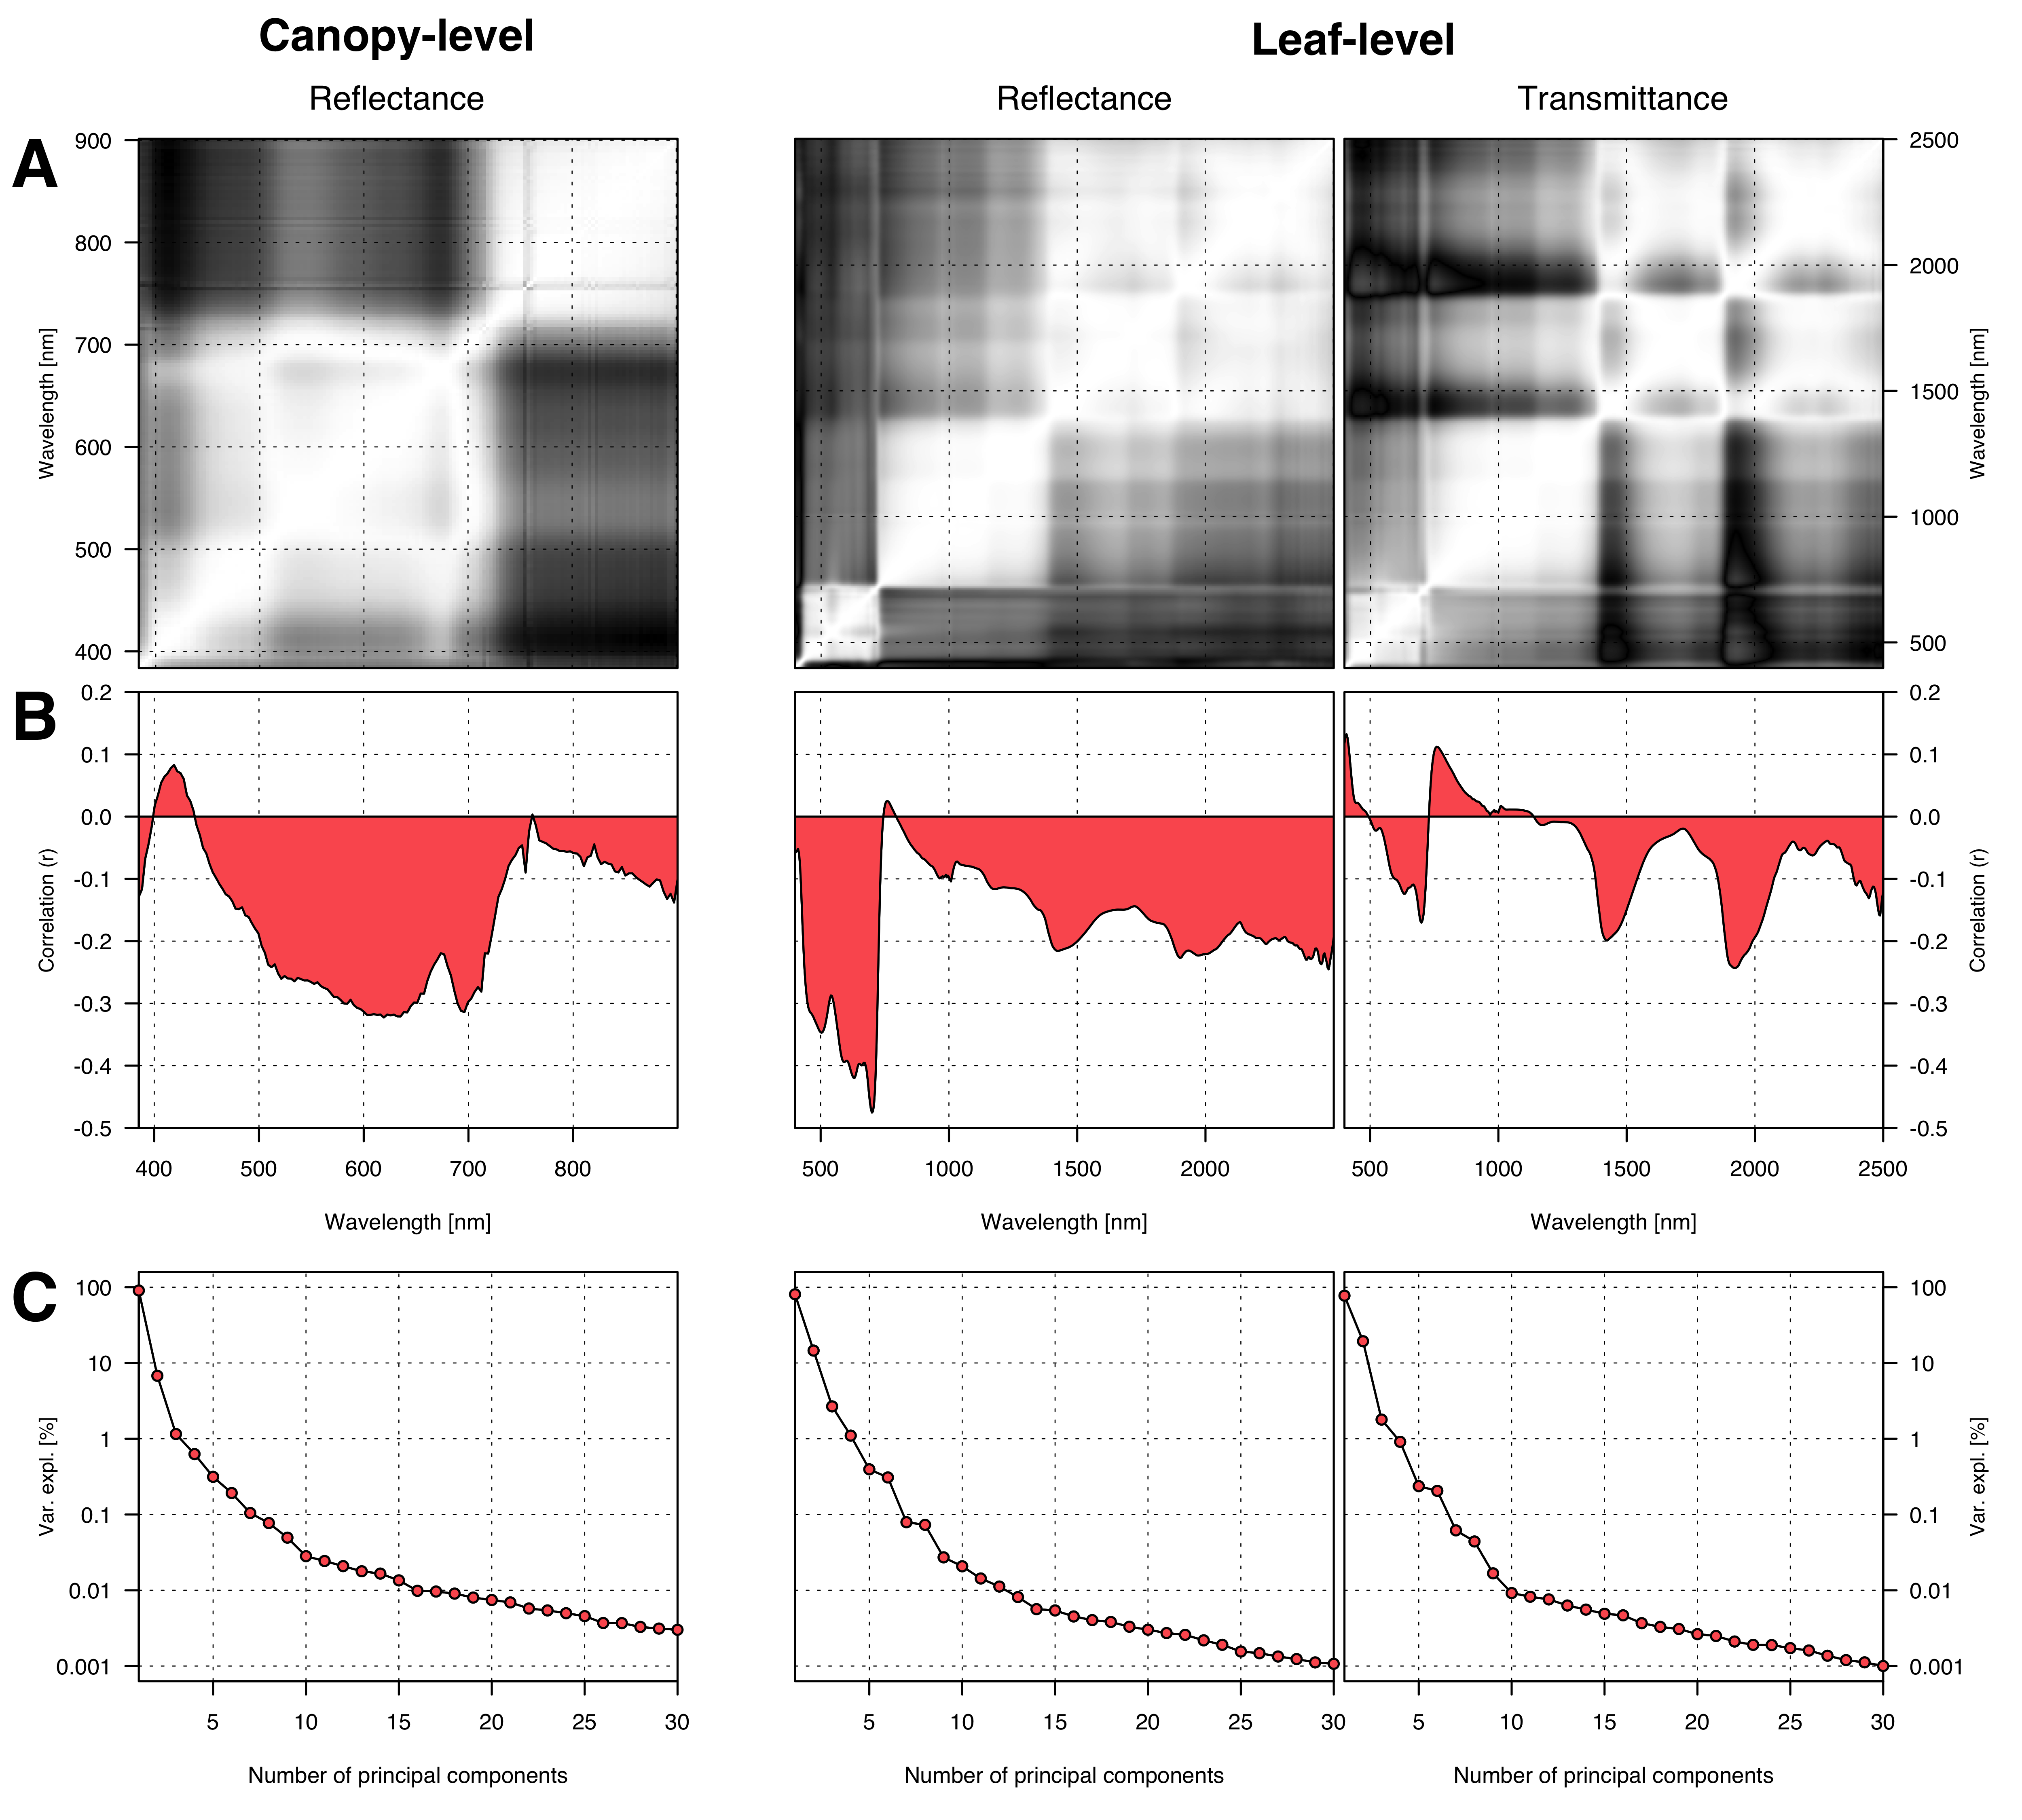 Canopy-level
Leaf-level
Reflectance
Reflectance
Transmittance
A
900
800
700
600
500
400
Wavelength [nm]
2500
2000
1500
1000
500
Wavelength [nm]
B
0.2
0.1
0.0
-0.1
-0.2
-0.3
-0.4
-0.5
Correlation (r)
0.2
0.1
0.0
-0.1
-0.2
-0.3
-0.4
-0.5
Correlation (r)
400 500 600 700 800
500 1000 1500 2000
500 1000 1500 2000 2500
Wavelength [nm]
Wavelength [nm]
Wavelength [nm]
C
100
10
1
0.1
0.01
0.001
Var. expl. [%]
100
10
1
0.1
0.01
0.001
Var. expl. [%]
5 10 15 20 25 30
5 10 15 20 25 30
5 10 15 20 25 30
Number of principal components
Number of principal components
Number of principal components